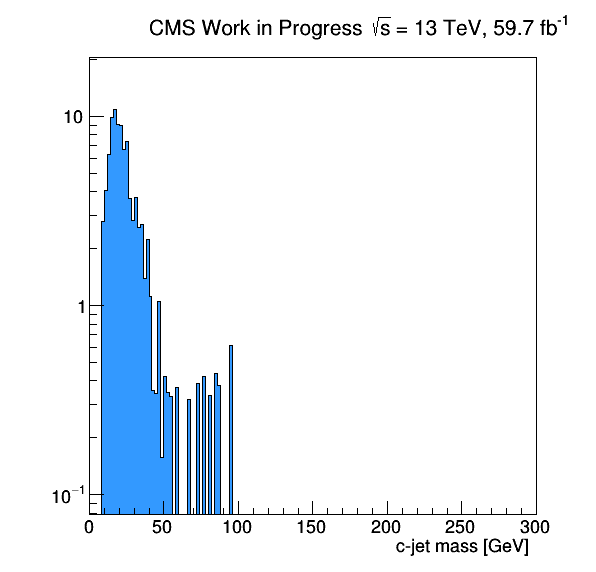 CMS Work in Progress √s = 13 TeV, 59.7 fb⁻¹
10
1
10⁻¹
0 50 100 150 200 250 300
c-jet mass [GeV]